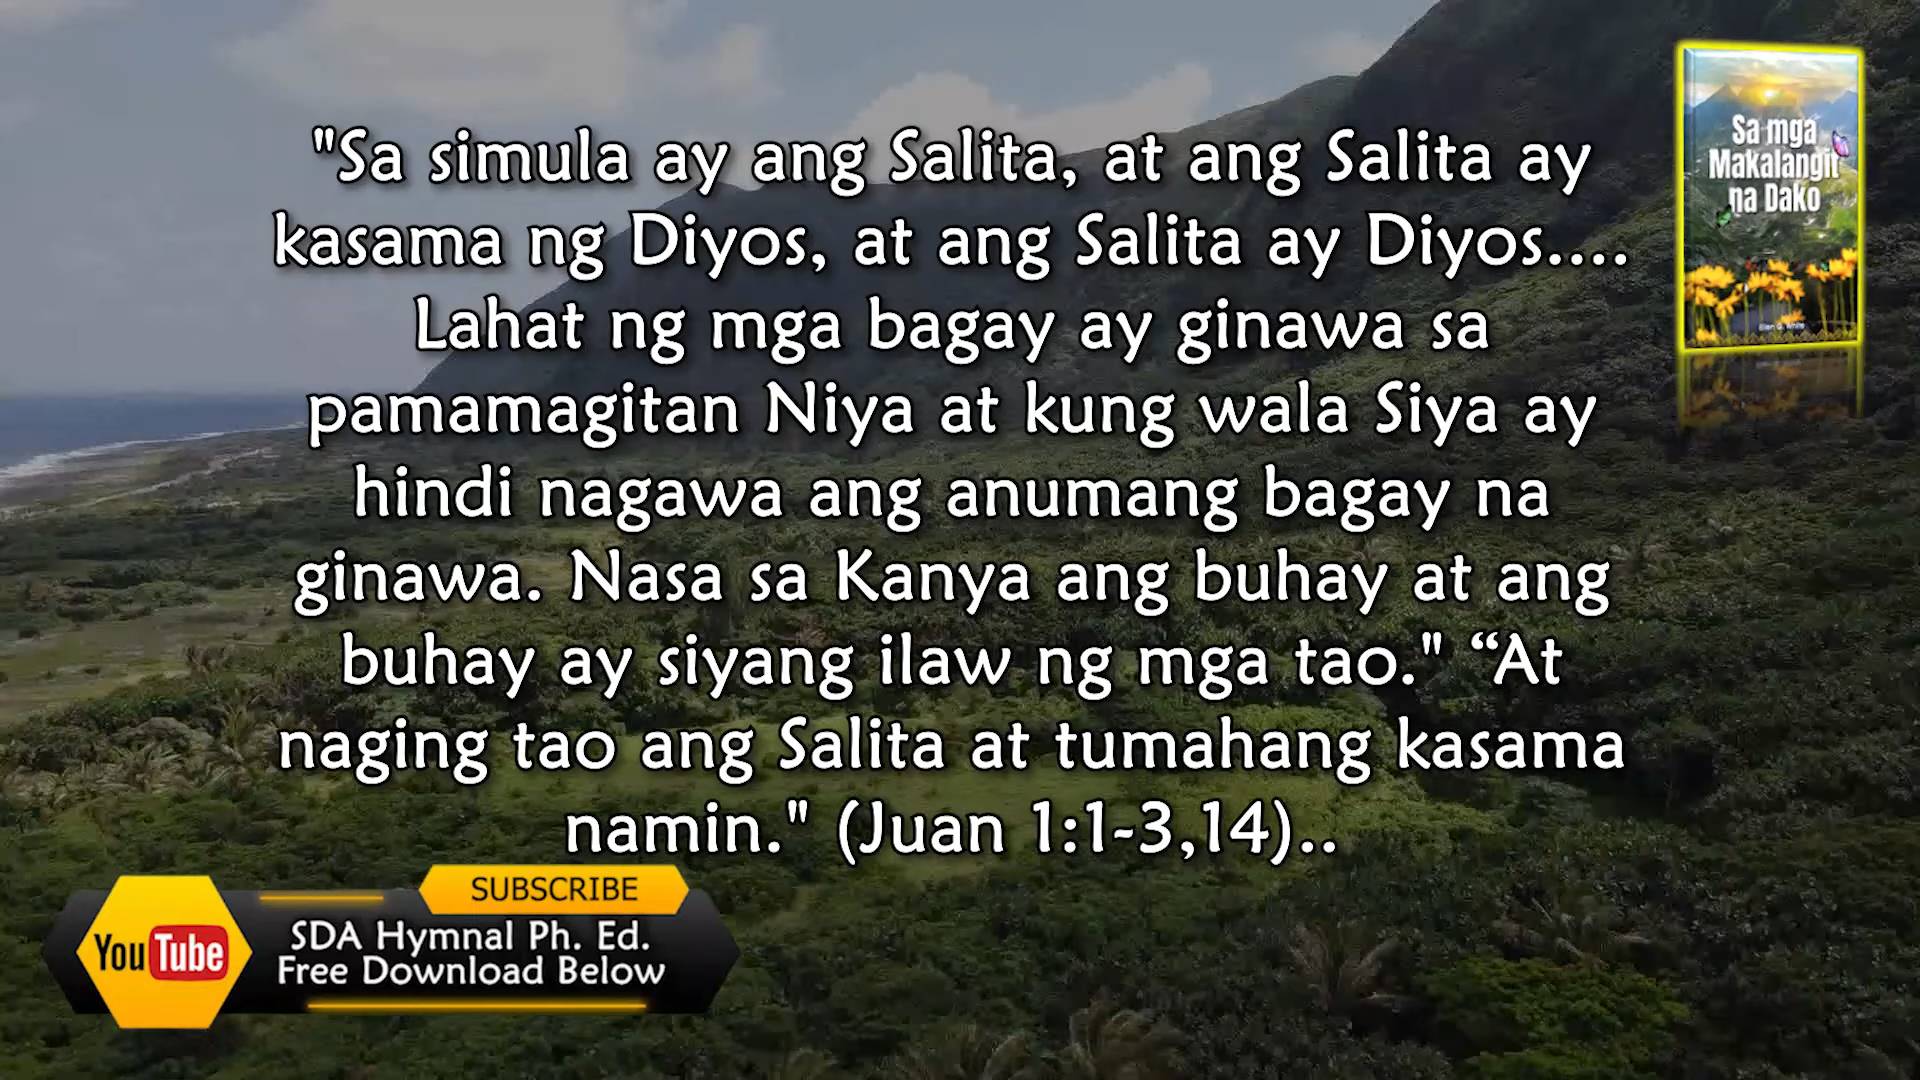 "Sa simula ay ang Salita, at ang Salita ay
kasama ng Diyos, at ang Salita ay Diyos....
Lahat ng mga bagay ay ginawa sa
pamamagitan Niya at kung wala Siya ay
hindi nagawa ang anumang bagay na
ginawa. Nasa sa Kanya ang buhay at ang
buhay ay siyang ilaw ng mga tao." “At
naging tao ang Salita at tumahang kasama
namin." (Juan 1:1-3,14)..
Sa mga
Makalangit
na Dako
Ellen G. White
SUBSCRIBE
YouTube
SDA Hymnal Ph. Ed.
Free Download Below